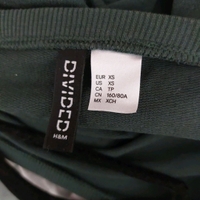 DIVIDED
H&M
EUR XS
US XS
CA TP
CN 160/80A
MX XCH